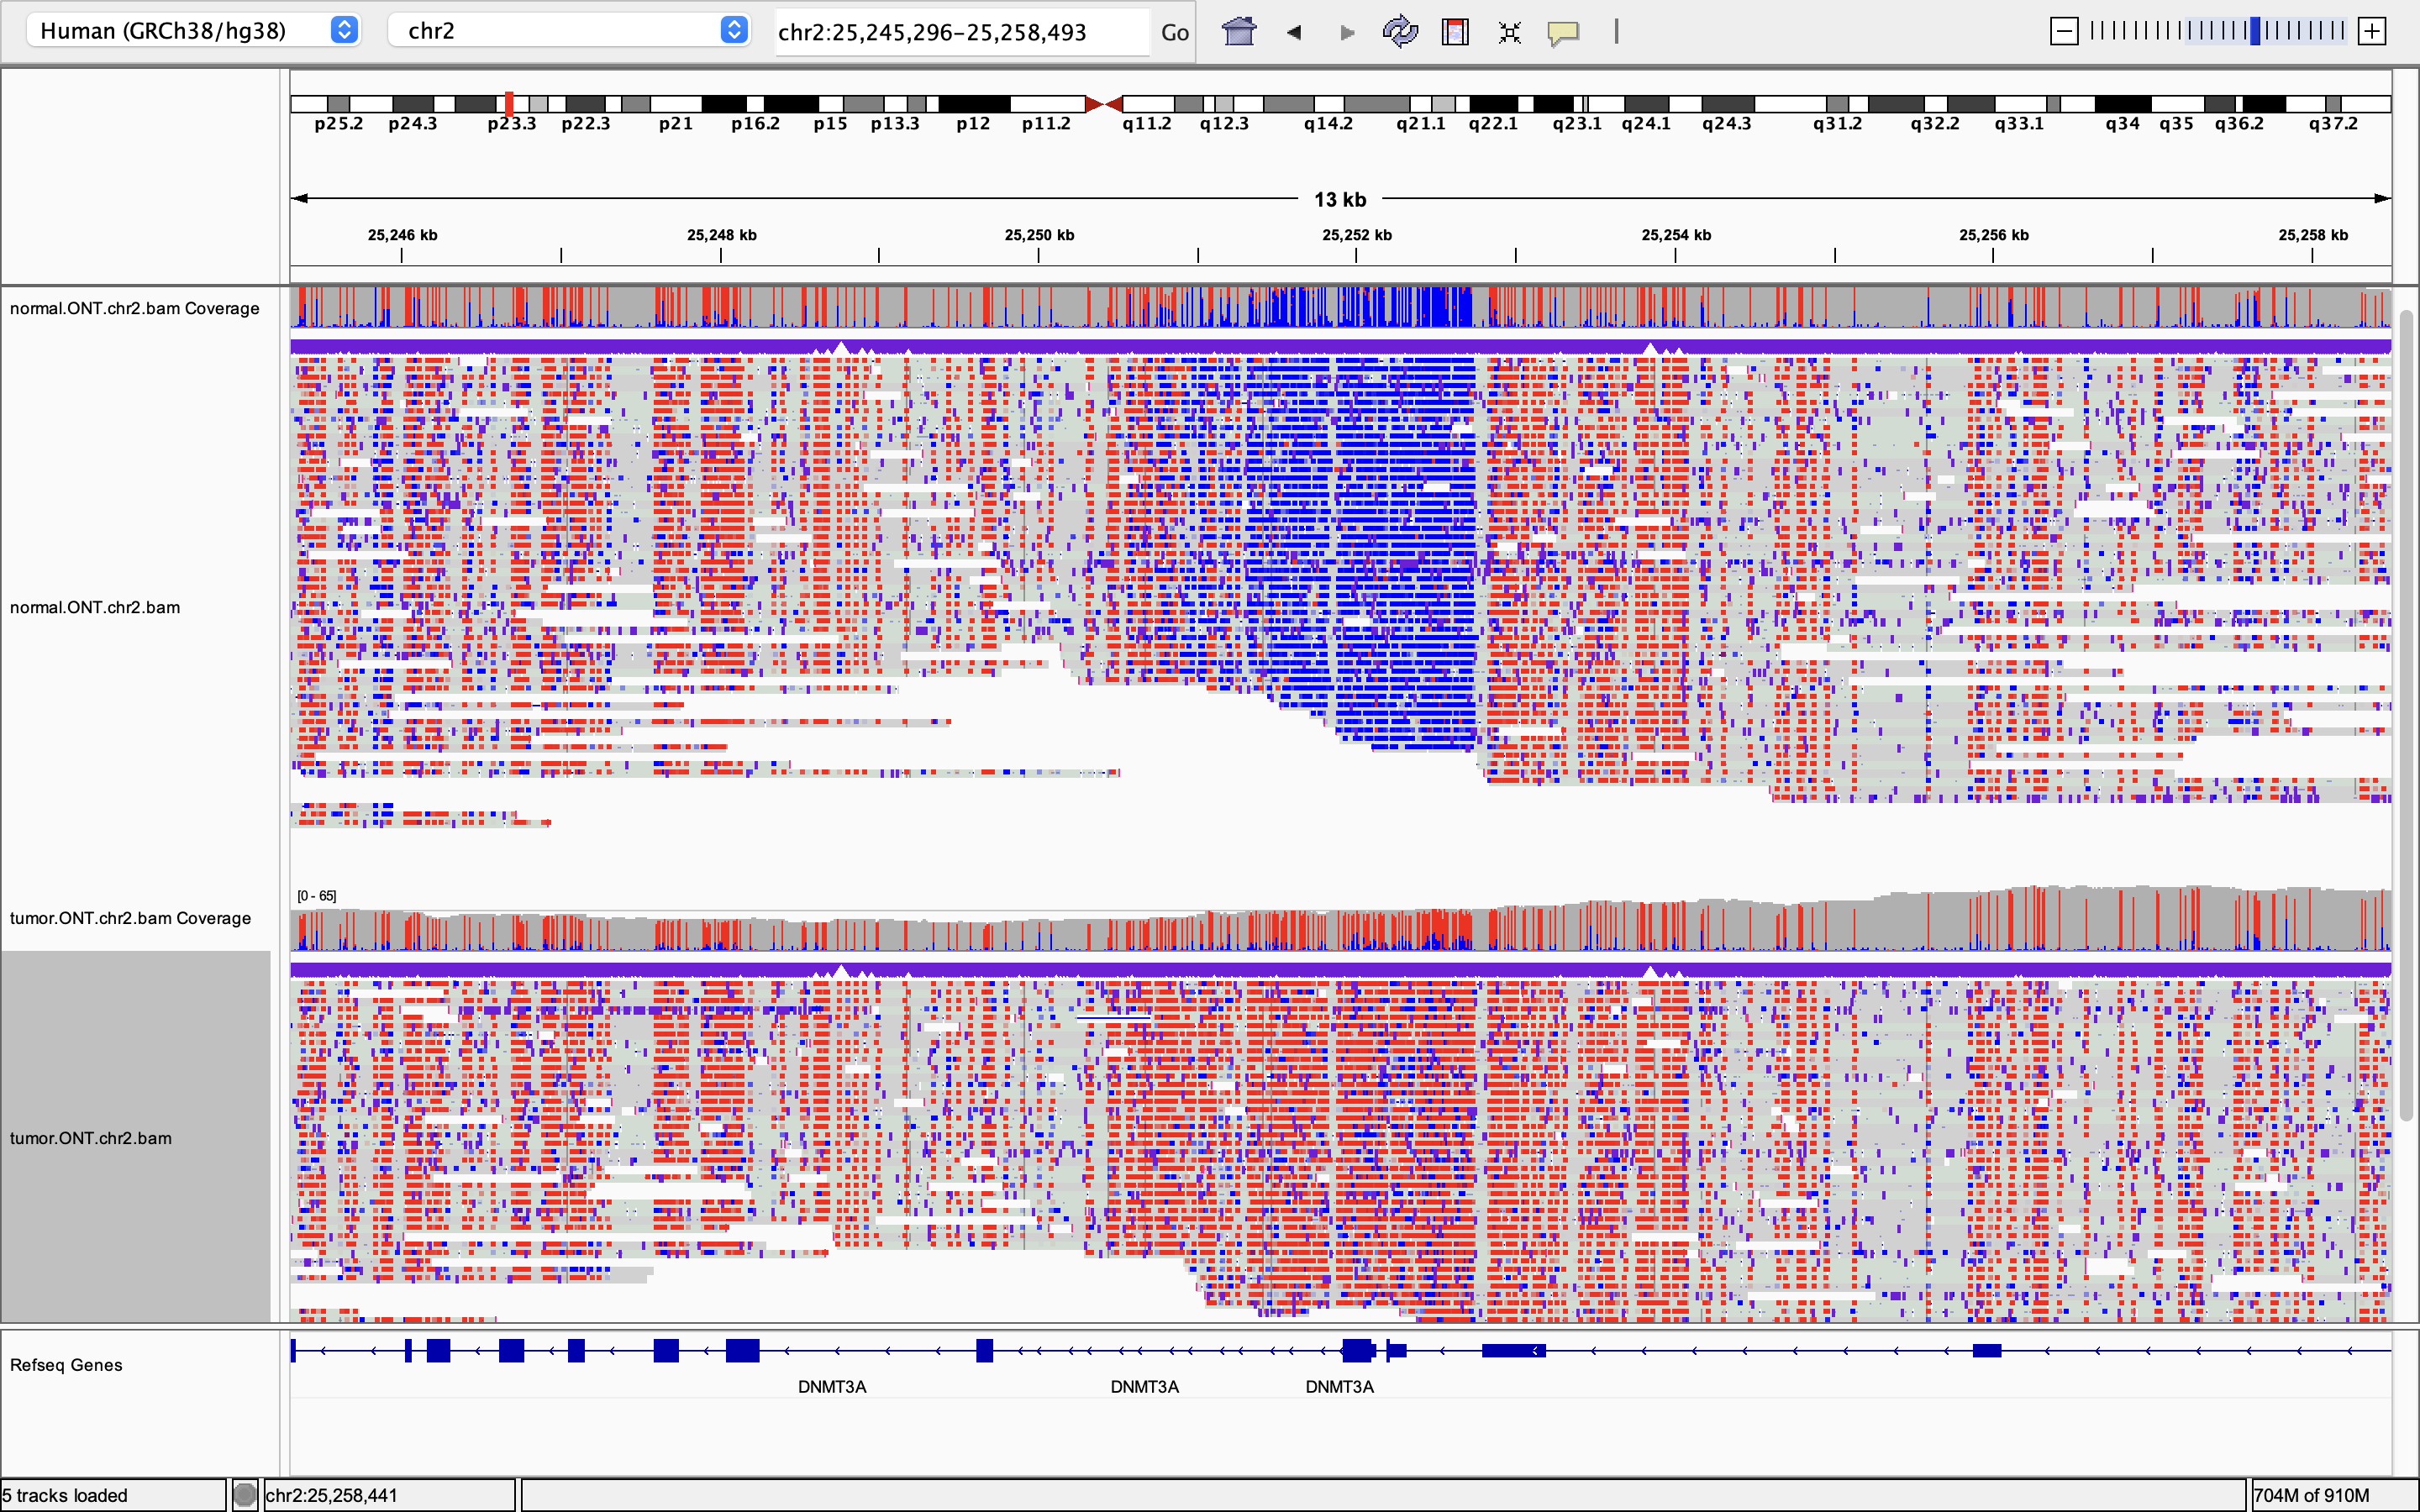 Human (GRCh38/hg38) chr2 chr2:25,245,296-25,258,493 Go
p25.2 p24.3 p23.3 p22.3 p21 p16.2 p15 p13.3 p12 p11.2 q11.2 q12.3 q14.2 q21.1 q22.1 q23.1 q24.1 q24.3 q31.2 q32.2 q33.1 q34 q35 q36.2 q37.2
13 kb
25,246 kb 25,248 kb 25,250 kb 25,252 kb 25,254 kb 25,256 kb 25,258 kb
normal.ONT.chr2.bam Coverage
normal.ONT.chr2.bam
[0 - 65]
tumor.ONT.chr2.bam Coverage
tumor.ONT.chr2.bam
Refseq Genes
DNMT3A DNMT3A DNMT3A
5 tracks loaded chr2:25,258,441 704M of 910M